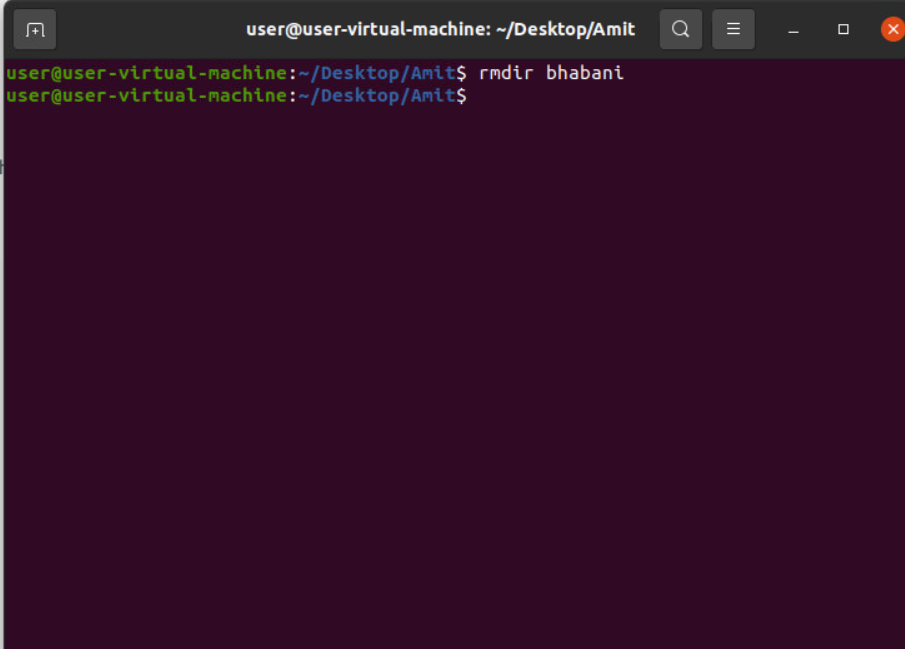 user@user-virtual-machine: ~/Desktop/Amit
user@user-virtual-machine:~/Desktop/Amit$ rmdir bhabani
user@user-virtual-machine:~/Desktop/Amit$